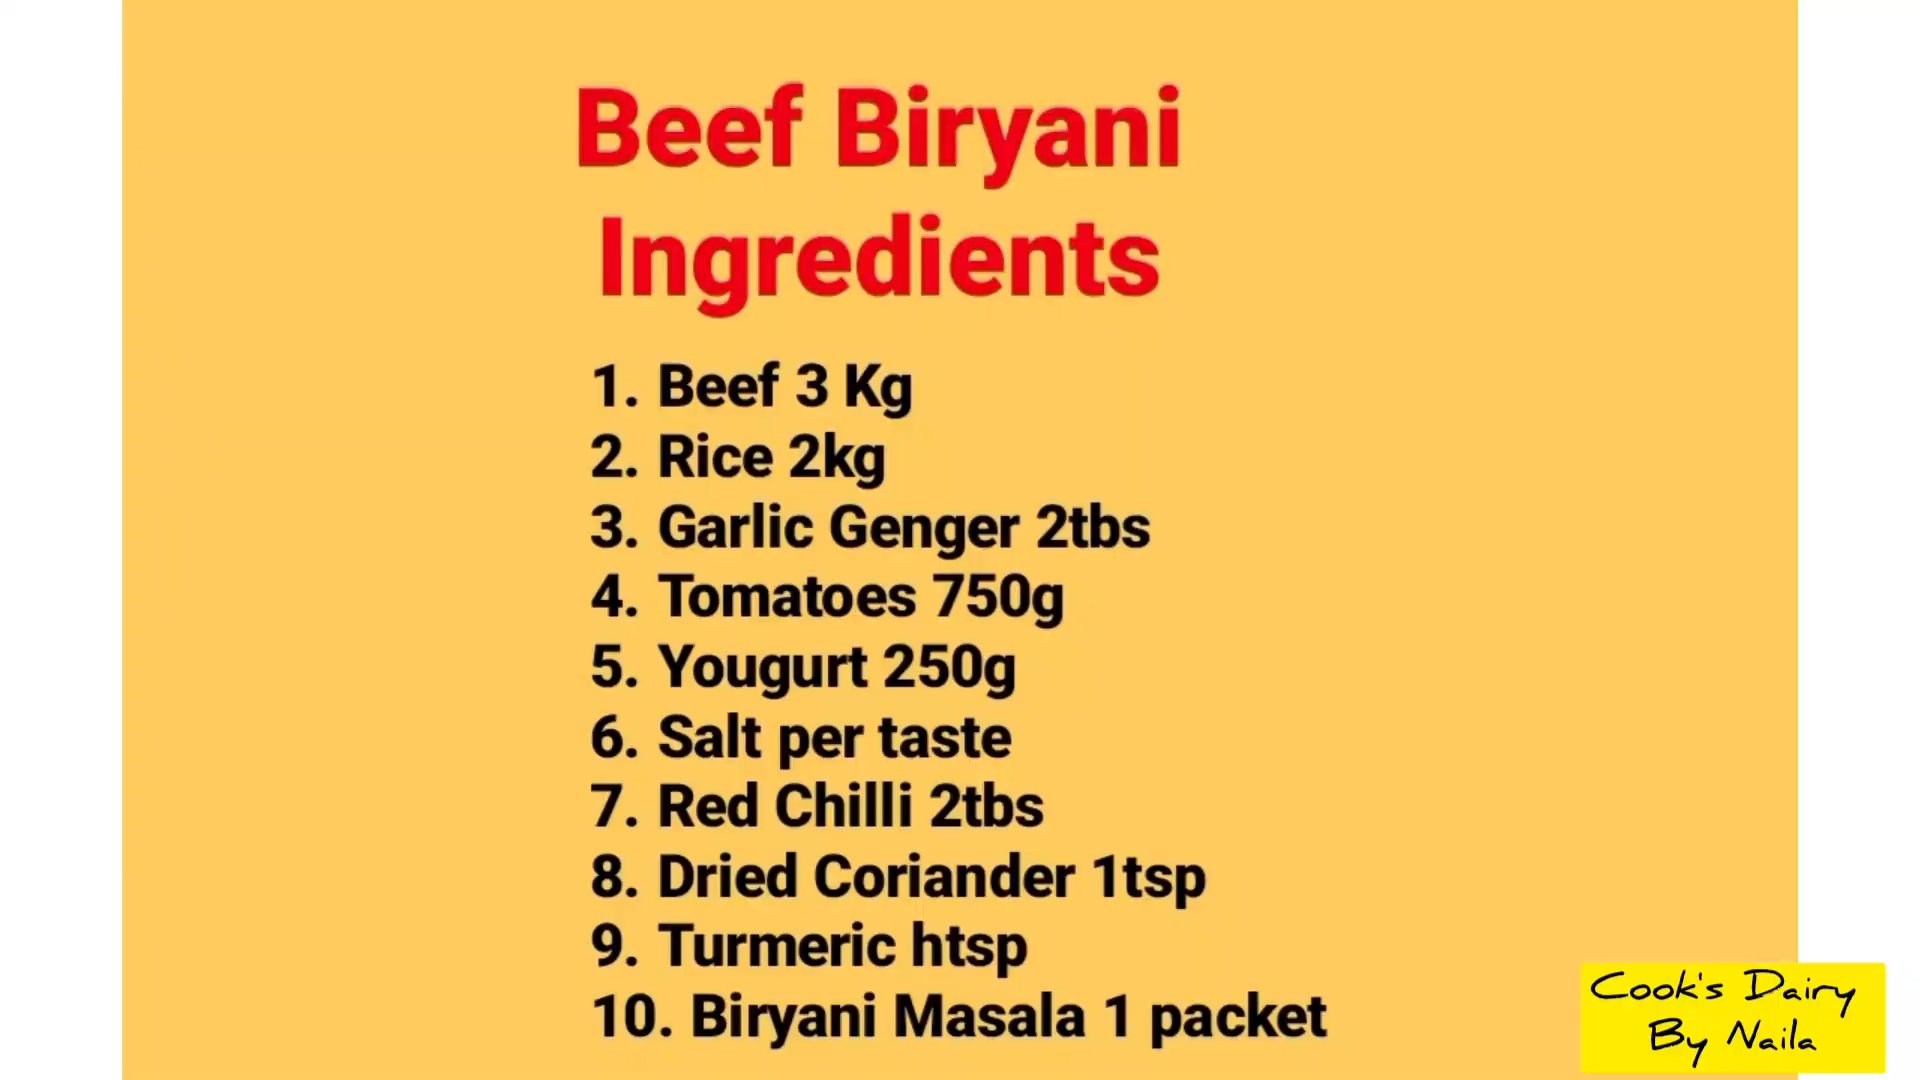 Beef Biryani
Ingredients
1. Beef 3 Kg
2. Rice 2kg
3. Garlic Genger 2tbs
4. Tomatoes 750g
5. Yougurt 250g
6. Salt per taste
7. Red Chilli 2tbs
8. Dried Coriander 1tsp
9. Turmeric htsp
10. Biryani Masala 1 packet
Cook's Dairy
By Naila